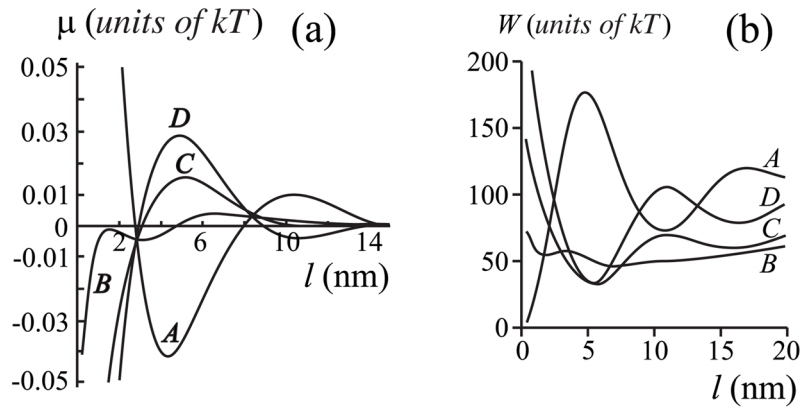 μ (units of kT) (a)
0.05
0.03
0.01
0
-0.01
-0.03
-0.05
D
C
B
A
2 6 10 14
l (nm)
W (units of kT) (b)
200
150
100
50
0
A
D
C
B
0 5 10 15 20
l (nm)